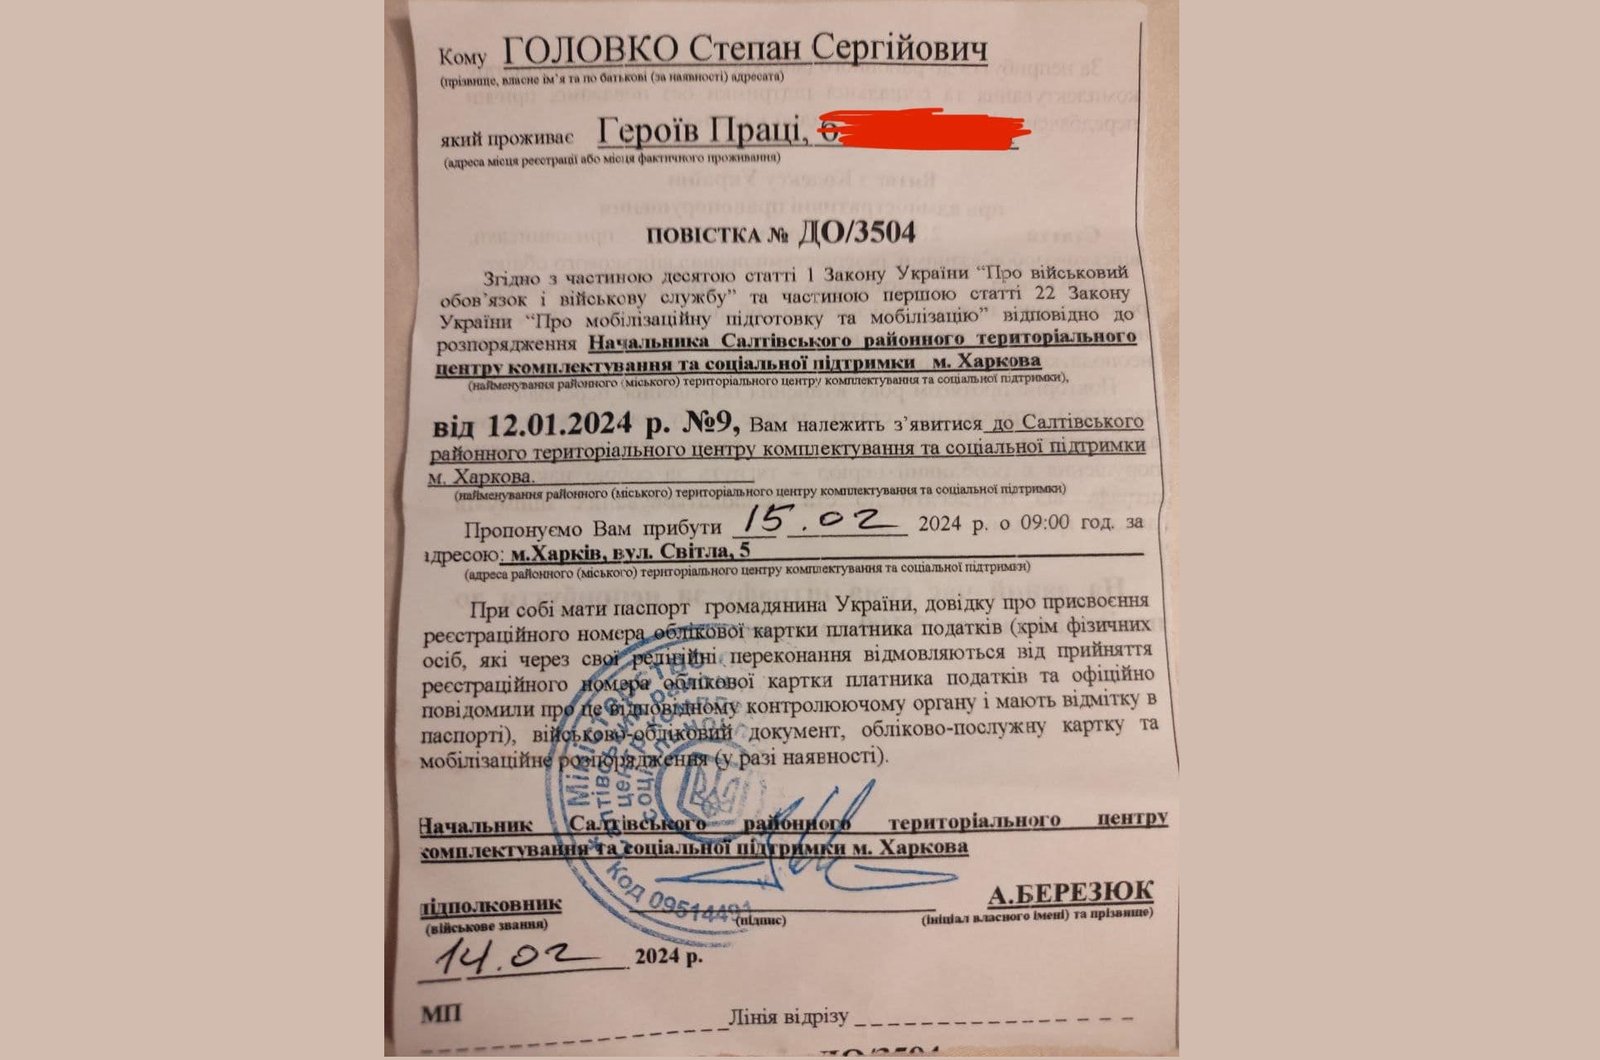 Кому ГОЛОВКО Степан Сергійович
(прізвище, власне ім’я та по батькові (за наявності) адресата)
який проживає Героїв Праці, б
(адреса місця реєстрації або місця фактичного проживання)
ПОВІСТКА № ДО/3504
Згідно з частиною десятою статті 1 Закону України “Про військовий
обов’язок і військову службу” та частиною першою статті 22 Закону
України “Про мобілізаційну підготовку та мобілізацію” відповідно до
розпорядження Начальника Салтівського районного територіального
центру комплектування та соціальної підтримки м. Харкова
(найменування районного (міського) територіального центру комплектування та соціальної підтримки),
від 12.01.2024 р. №9, Вам належить з’явитися до Салтівського
районного територіального центру комплектування та соціальної підтримки
м. Харкова.
(найменування районного (міського) територіального центру комплектування та соціальної підтримки)
Пропонуємо Вам прибути 15.02 2024 р. о 09:00 год. за
адресою: м.Харків, вул. Світла, 5
(адреса районного (міського) територіального центру комплектування та соціальної підтримки)
При собі мати паспорт громадянина України, довідку про присвоєння
реєстраційного номера облікової картки платника податків (крім фізичних
осіб, які через свої релігійні переконання відмовляються від прийняття
реєстраційного номера облікової картки платника податків та офіційно
повідомили про це відповідному контролюючому органу і мають відмітку в
паспорті), військово-обліковий документ, обліково-послужну картку та
мобілізаційне розпорядження (у разі наявності).
Начальник Салтівського районного територіального центру
комплектування та соціальної підтримки м. Харкова
підполковник А.БЕРЕЗЮК
(військове звання) (підпис) (ініціал власного імені) та прізвище)
14.02 2024 р.
МП
Лінія відрізу
Код 09514491